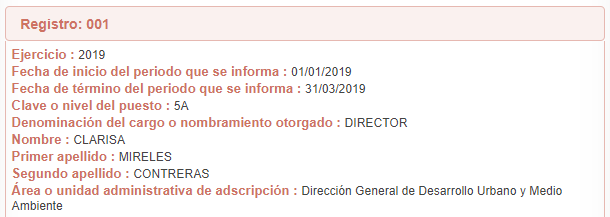 Registro: 001
Ejercicio : 2019
Fecha de inicio del periodo que se informa : 01/01/2019
Fecha de término del periodo que se informa : 31/03/2019
Clave o nivel del puesto : 5A
Denominación del cargo o nombramiento otorgado : DIRECTOR
Nombre : CLARISA
Primer apellido : MIRELES
Segundo apellido : CONTRERAS
Área o unidad administrativa de adscripción : Dirección General de Desarrollo Urbano y Medio
Ambiente